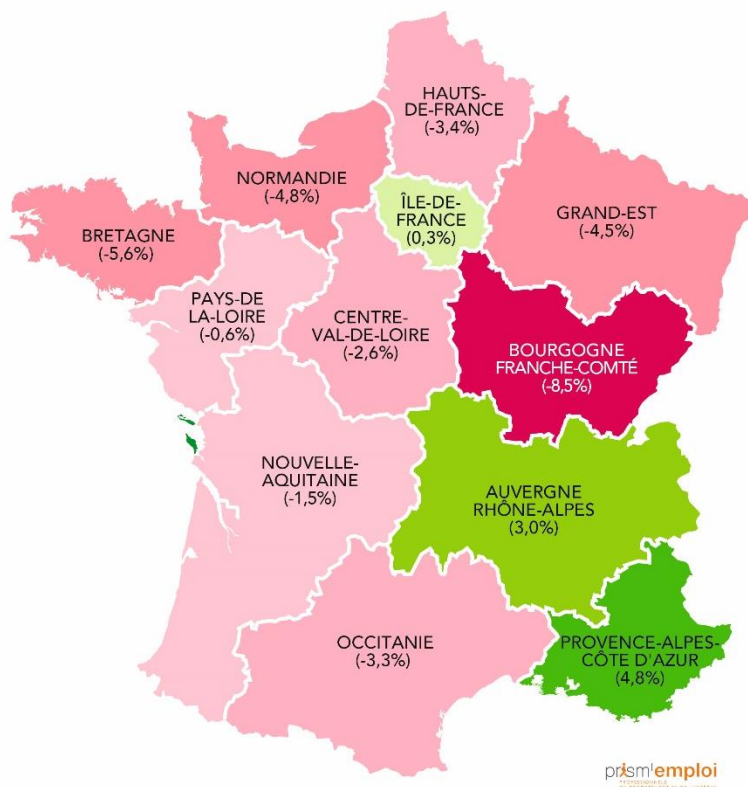 HAUTS-
DE-FRANCE
(-3,4%)
NORMANDIE
(-4,8%)
ÎLE-DE-
FRANCE
(0,3%)
GRAND-EST
(-4,5%)
BRETAGNE
(-5,6%)
PAYS-DE
LA-LOIRE
(-0,6%)
CENTRE-
VAL-DE-LOIRE
(-2,6%)
BOURGOGNE
FRANCHE-COMTÉ
(-8,5%)
NOUVELLE-
AQUITAINE
(-1,5%)
AUVERGNE
RHÔNE-ALPES
(3,0%)
OCCITANIE
(-3,3%)
PROVENCE-ALPES-
CÔTE D'AZUR
(4,8%)
prism'emploi